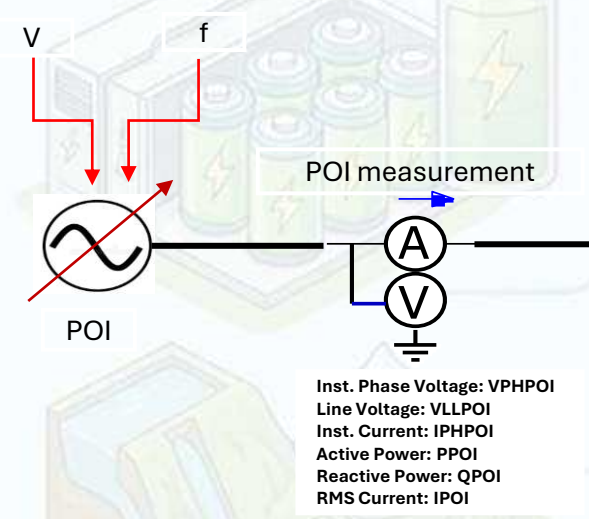 V
f
POI measurement
A
V
POI
Inst. Phase Voltage: VPHPOI
Line Voltage: VLLPOI
Inst. Current: IPHPOI
Active Power: PPOI
Reactive Power: QPOI
RMS Current: IPOI